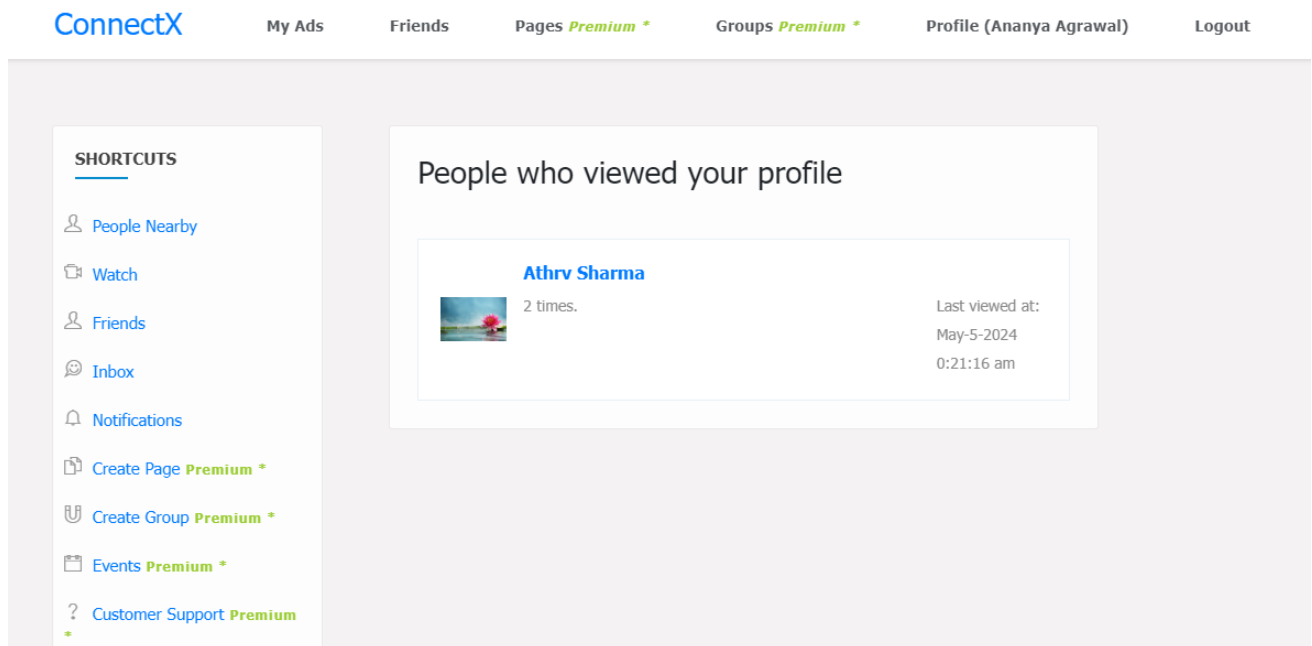 ConnectX My Ads Friends Pages Premium * Groups Premium * Profile (Ananya Agrawal) Logout
SHORTCUTS
People Nearby
Watch
Friends
Inbox
Notifications
Create Page Premium *
Create Group Premium *
Events Premium *
Customer Support Premium
*
People who viewed your profile
Athrv Sharma
2 times.
Last viewed at:
May-5-2024
0:21:16 am